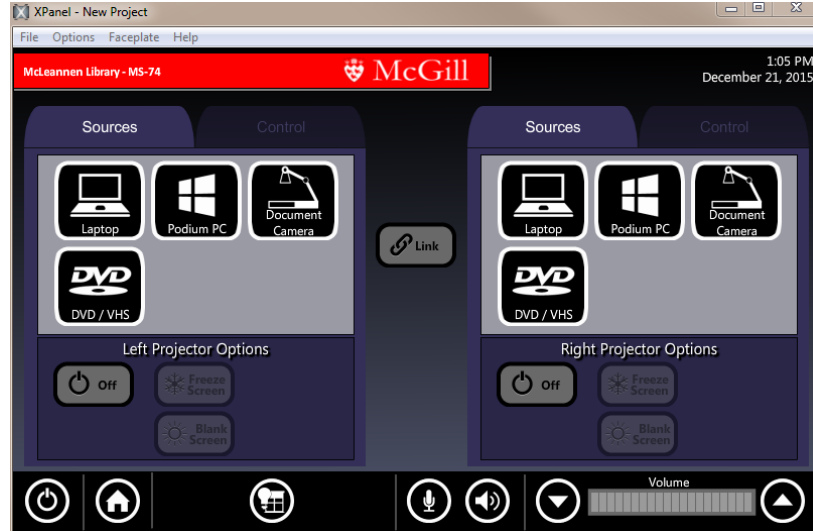 XPanel - New Project
File Options Faceplate Help
McLeannen Library - MS-74
McGill
1:05 PM
December 21, 2015
Sources Control
Laptop
Podium PC
Document
Camera
DVD
DVD / VHS
Left Projector Options
Off
Freeze
Screen
Blank
Screen
Link
Sources Control
Laptop
Podium PC
Document
Camera
DVD
DVD / VHS
Right Projector Options
Off
Freeze
Screen
Blank
Screen
Volume